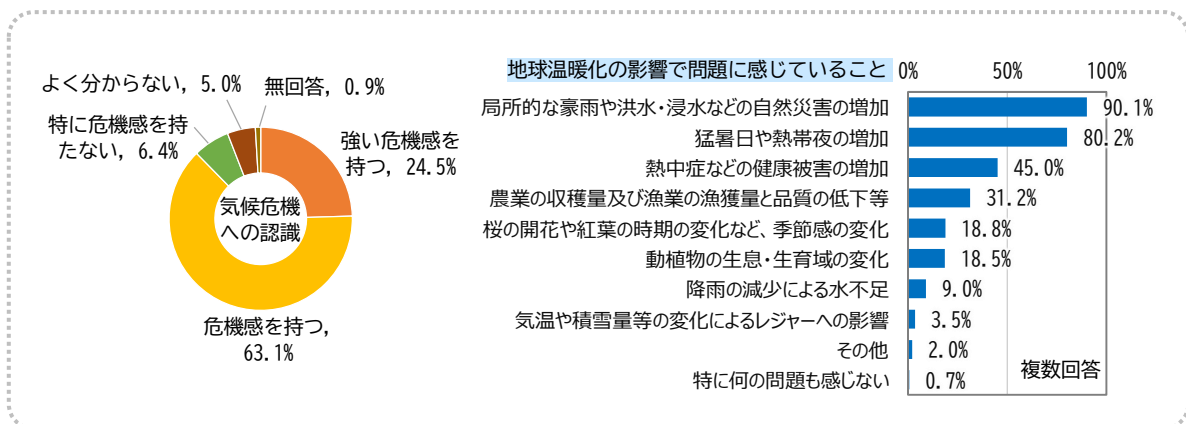 よく分からない, 5.0%
無回答, 0.9%
特に危機感を持
たない, 6.4%
強い危機感を
持つ, 24.5%
気候危機
への認識
危機感を持つ,
63.1%
地球温暖化の影響で問題に感じていること 0% 50% 100%
局所的な豪雨や洪水・浸水などの自然災害の増加 90.1%
猛暑日や熱帯夜の増加 80.2%
熱中症などの健康被害の増加 45.0%
農業の収穫量及び漁業の漁獲量と品質の低下等 31.2%
桜の開花や紅葉の時期の変化など、季節感の変化 18.8%
動植物の生息・生育域の変化 18.5%
降雨の減少による水不足 9.0%
気温や積雪量等の変化によるレジャーへの影響 3.5%
その他 2.0%
特に何の問題も感じない 0.7%
複数回答